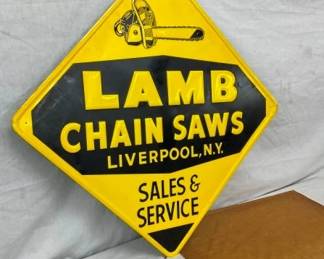 LAMB
CHAIN SAWS
LIVERPOOL, N.Y.
SALES &
SERVICE